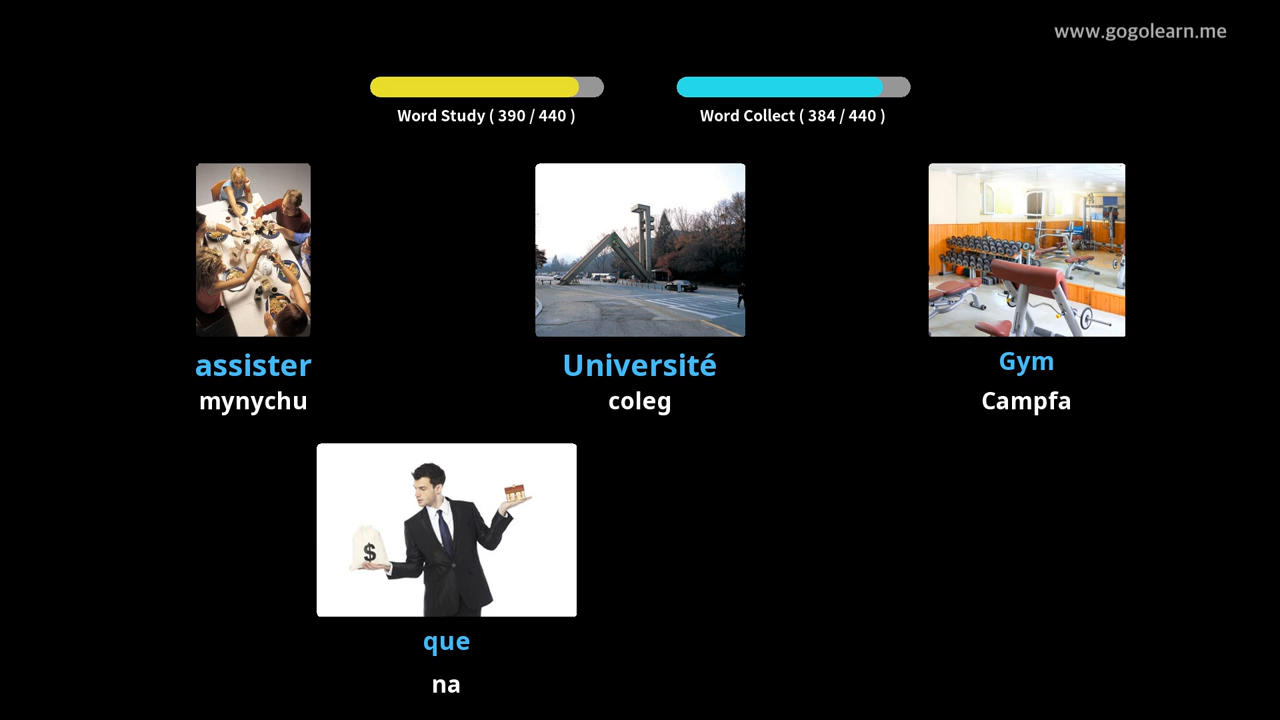 www.gogolearn.me
Word Study ( 390 / 440 )
Word Collect ( 384 / 440 )
assister
mynychu
Université
coleg
Gym
Campfa
$
que
na